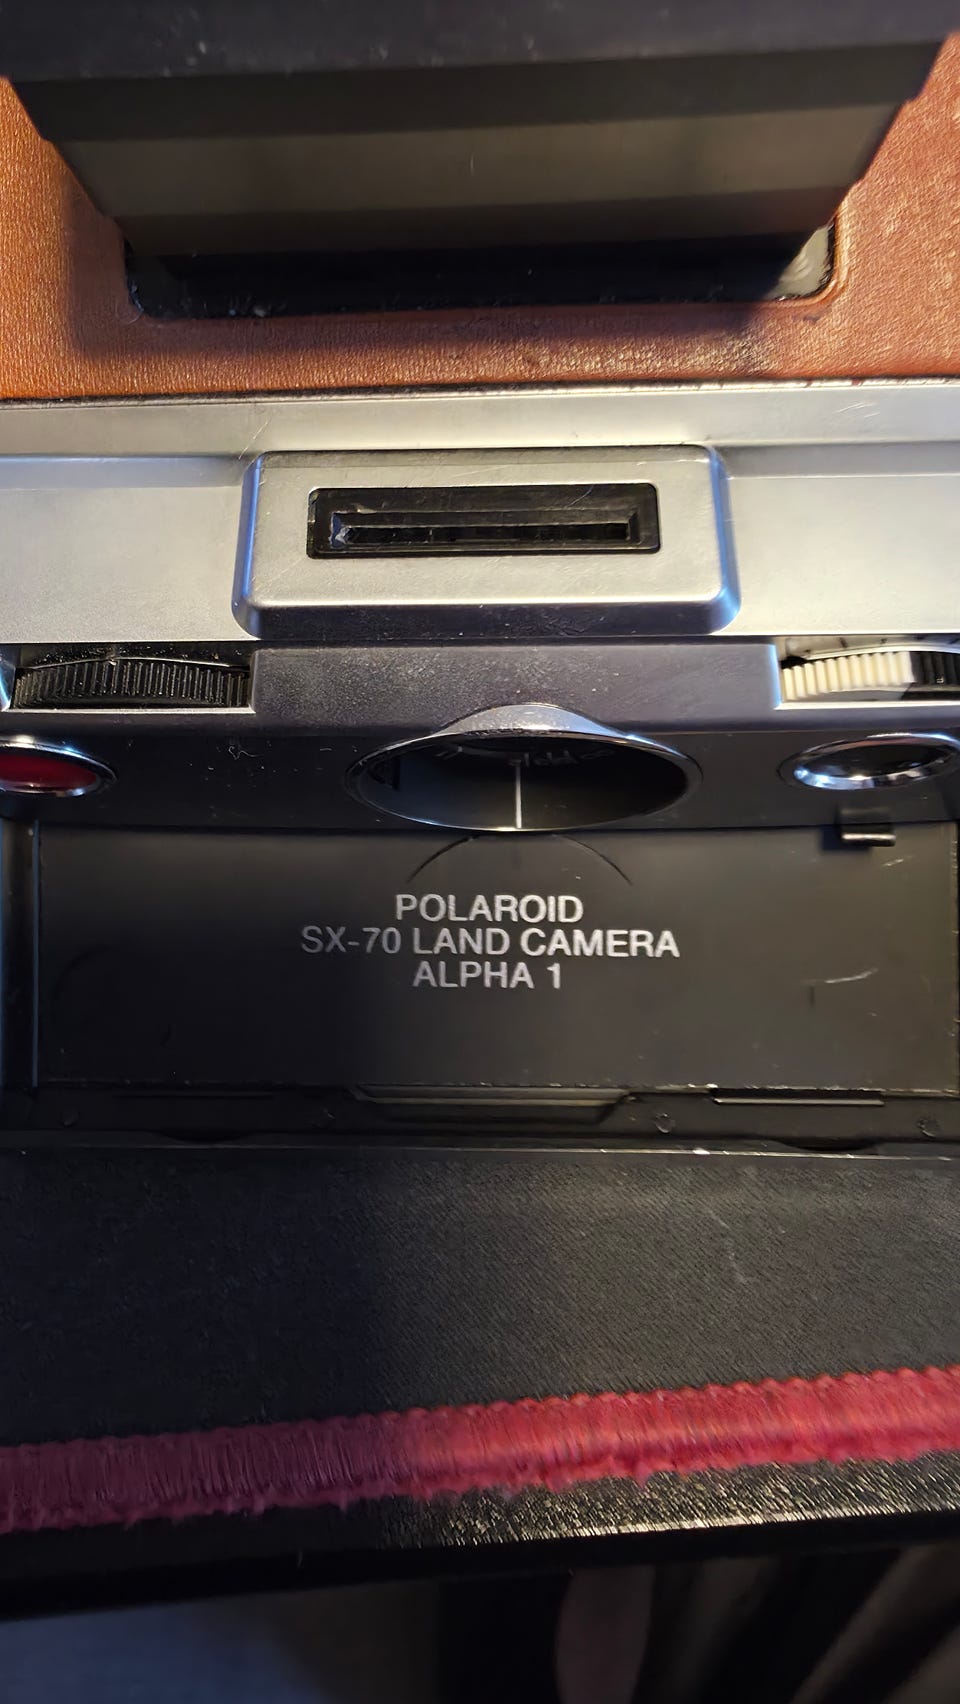 POLAROID
SX-70 LAND CAMERA
ALPHA 1